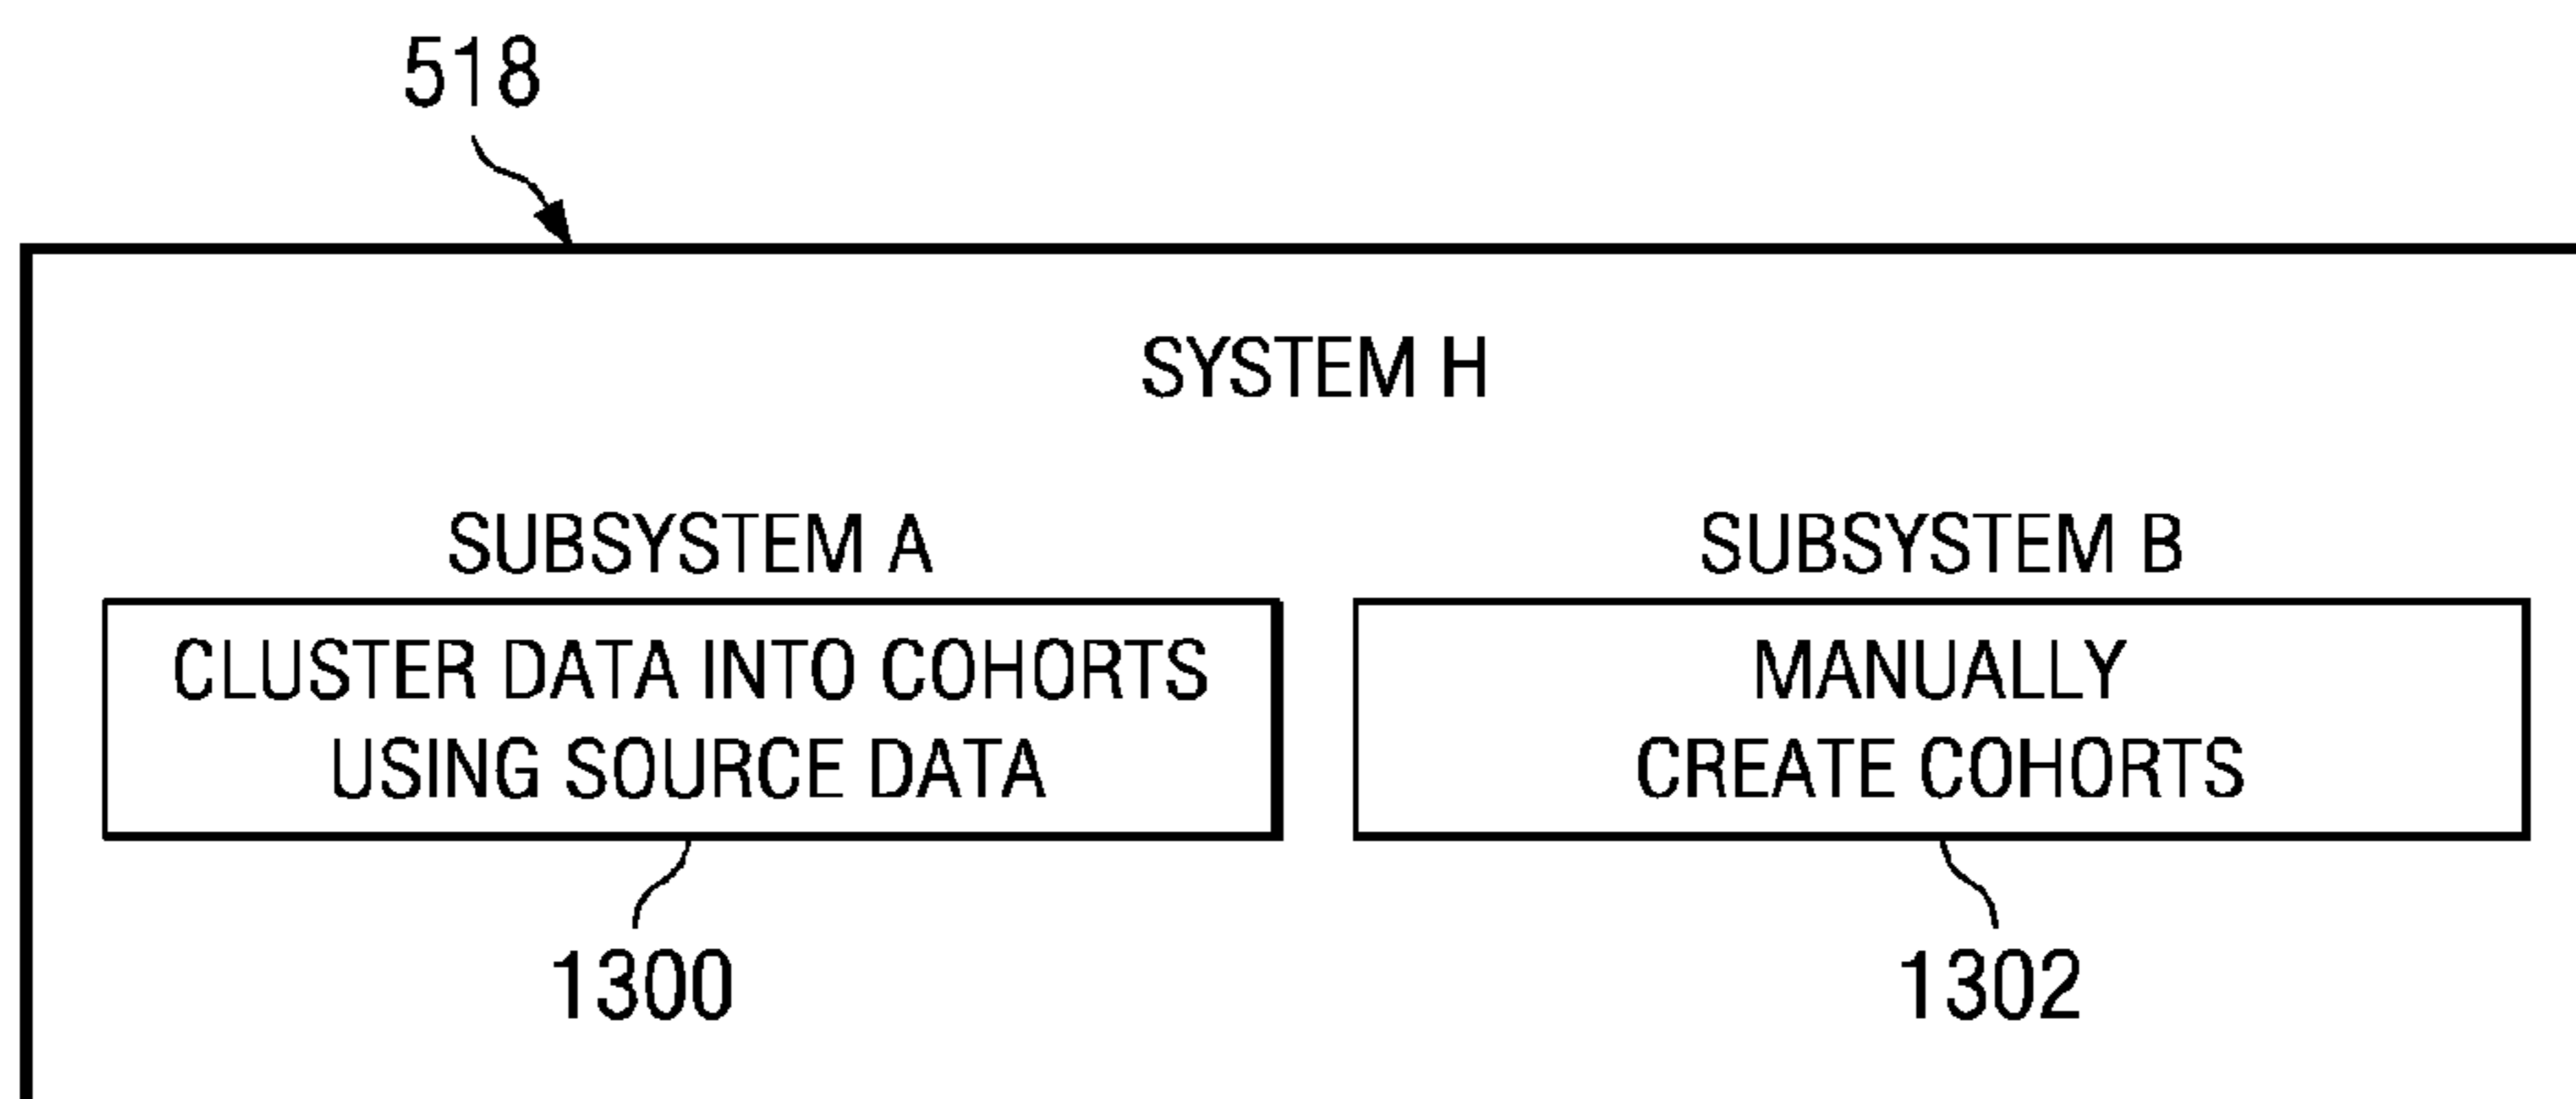 518
SYSTEM H
SUBSYSTEM A
CLUSTER DATA INTO COHORTS
USING SOURCE DATA
1300
SUBSYSTEM B
MANUALLY
CREATE COHORTS
1302